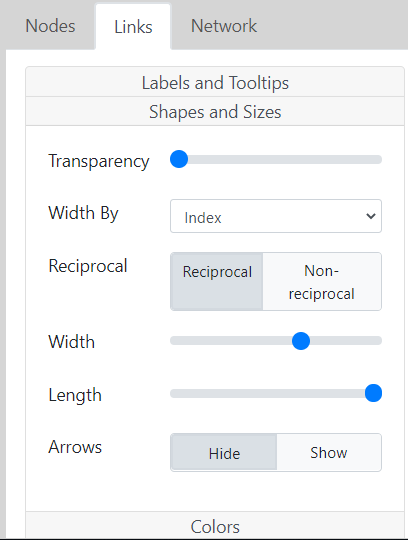 Nodes Links Network
Labels and Tooltips
Shapes and Sizes
Transparency
Width By Index
Reciprocal Reciprocal Non-
reciprocal
Width
Length
Arrows Hide Show
Colors